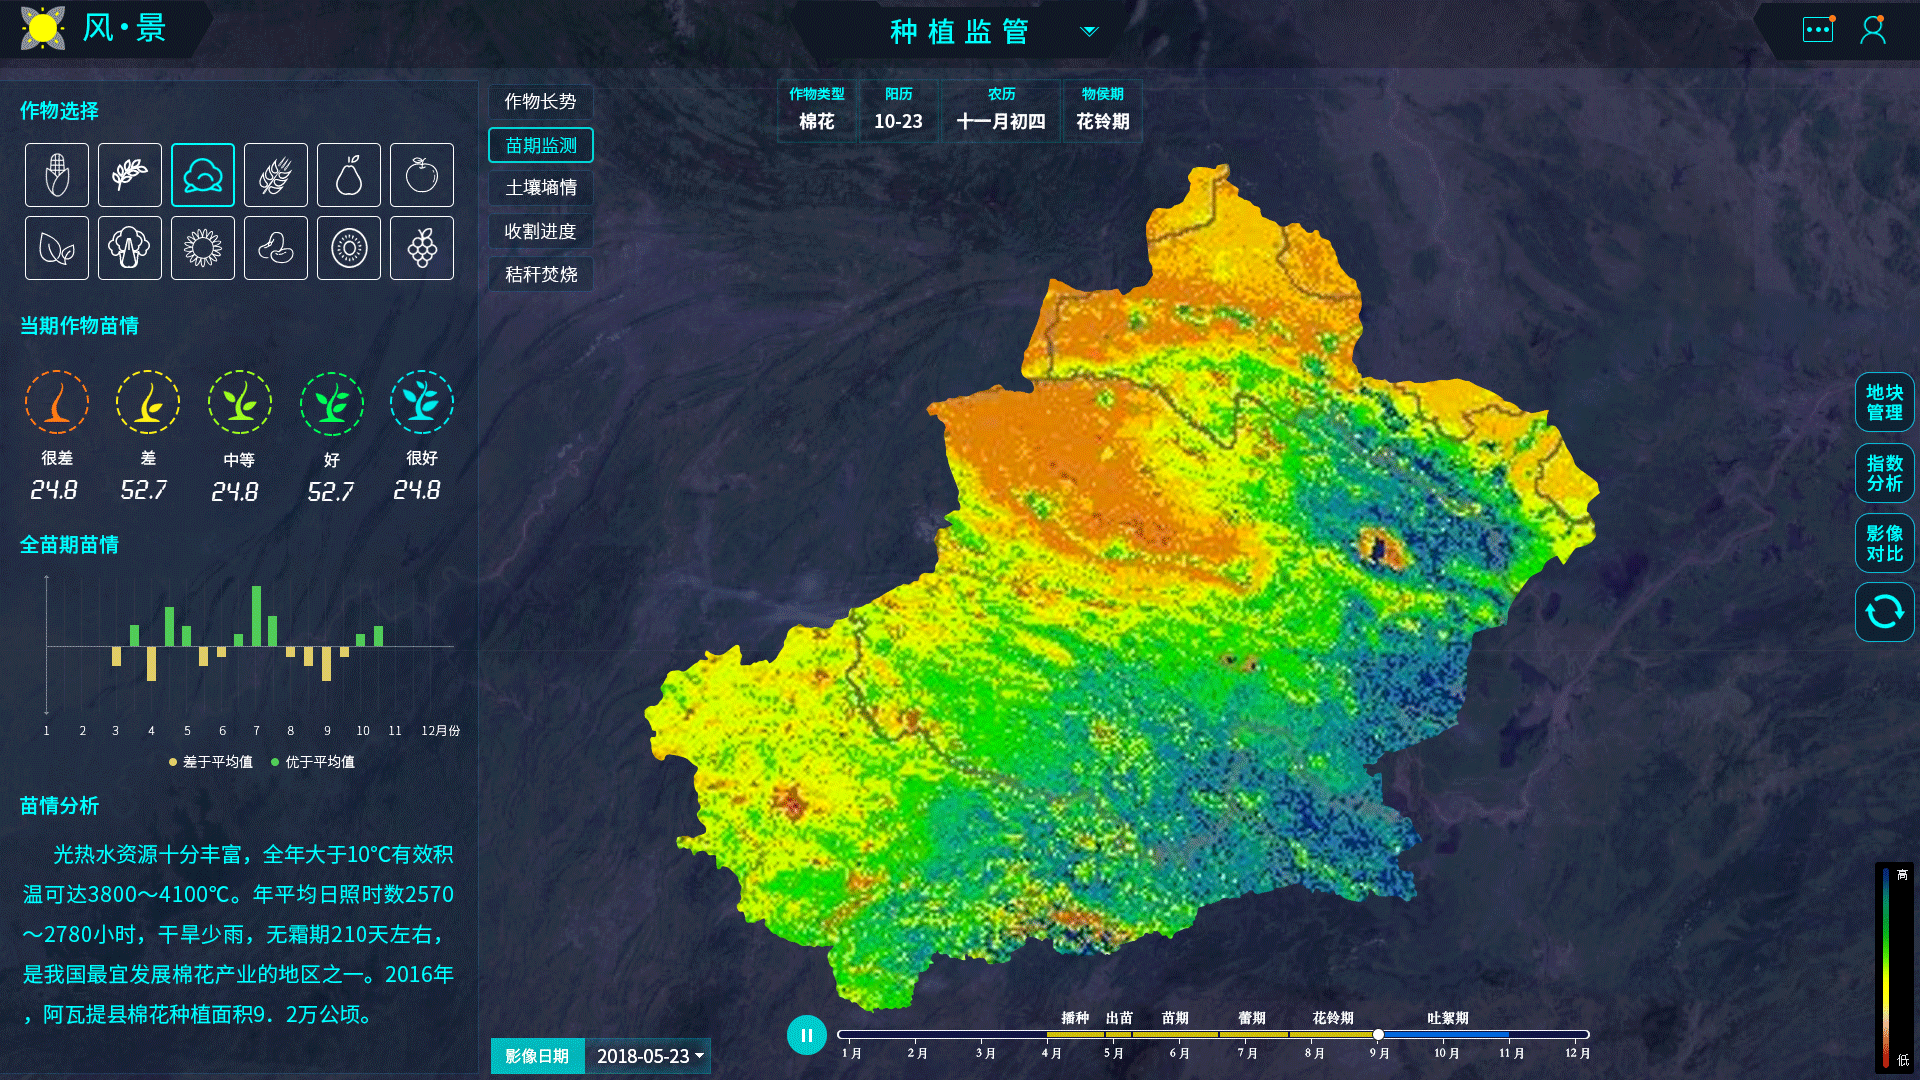 风·景
种植监管
作物选择
作物长势
苗期监测
土壤墒情
收割进度
秸秆焚烧
作物类型
棉花
阳历
10-23
农历
十一月初四
物侯期
花铃期
当期作物苗情
很差
差
中等
好
很好
24.8
52.7
24.8
52.7
24.8
全苗期苗情
1 2 3 4 5 6 7 8 9 10 11 12月份
差于平均值 优于平均值
苗情分析
光热水资源十分丰富，全年大于10℃有效积
温可达3800～4100℃。年平均日照时数2570
～2780小时，干旱少雨，无霜期210天左右，
是我国最宜发展棉花产业的地区之一。2016年
，阿瓦提县棉花种植面积9．2万公顷。
地块
管理
指数
分析
影像
对比
高
低
播种 出苗 苗期 蕾期 花铃期 吐絮期
1月 2月 3月 4月 5月 6月 7月 8月 9月 10月 11月 12月
影像日期 2018-05-23